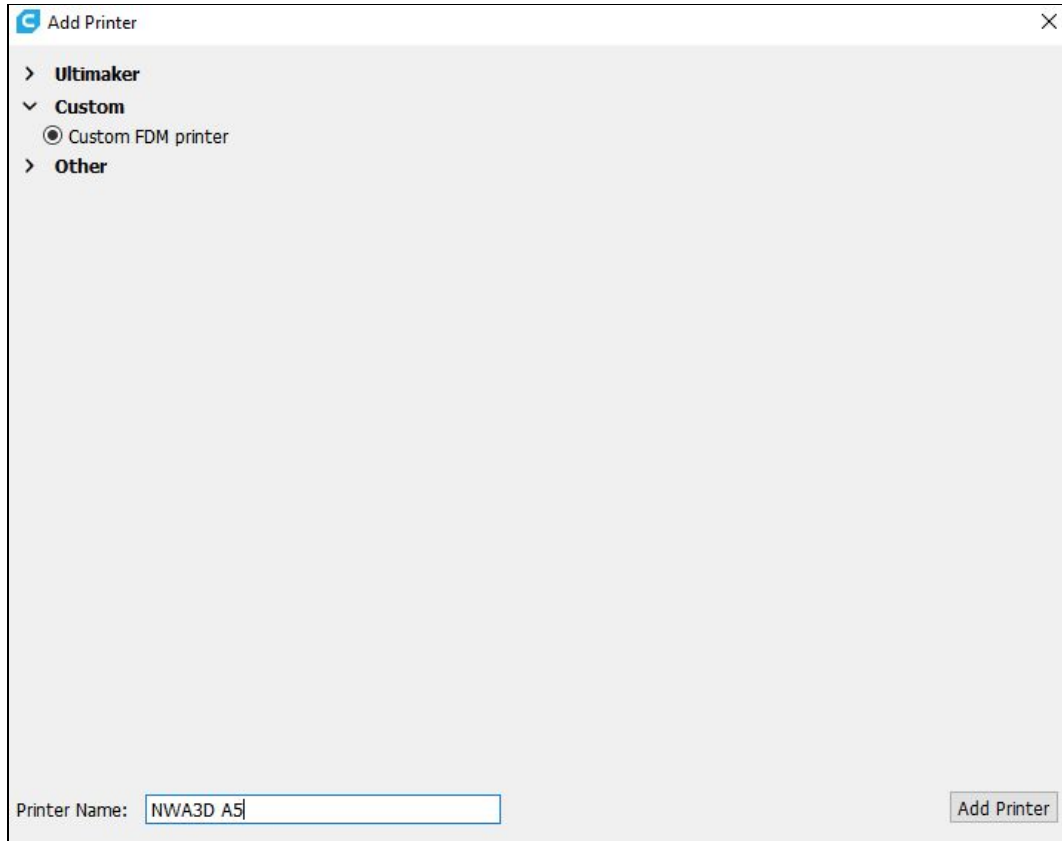 Add Printer
Ultimaker
Custom
Custom FDM printer
Other
Printer Name: NWA3D A5 Add Printer